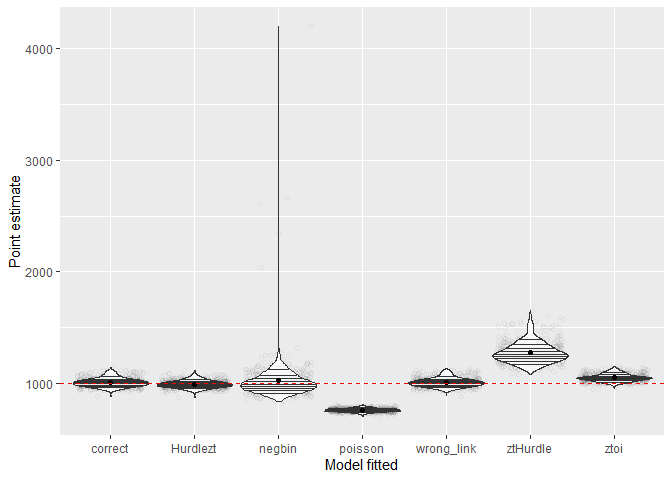 4000
3000
2000
1000
Point estimate
correct
Hurdlezt
negbin
poisson
wrong_link
ztHurdle
ztoi
Model fitted